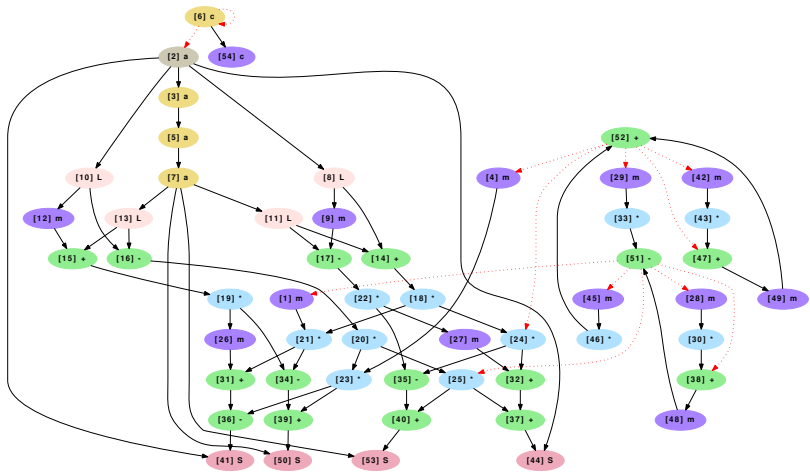 [6] c
[2] a
[54] c
[3] a
[5] a
[52] +
[10] L
[7] a
[8] L
[4] m
[29] m
[42] m
[12] m
[13] L
[11] L
[9] m
[33] *
[43] *
[15] +
[16] -
[17] -
[14] +
[51] -
[47] +
[19] *
[1] m
[22] *
[18] *
[45] m
[28] m
[49] m
[26] m
[21] *
[20] *
[27] m
[24] *
[46] *
[30] *
[31] +
[34] -
[23] *
[35] -
[25] *
[32] +
[38] +
[36] -
[39] +
[40] +
[37] +
[48] m
[41] S
[50] S
[53] S
[44] S